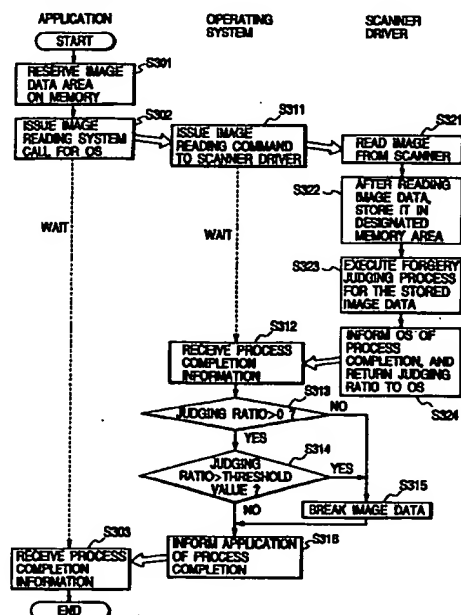 APPLICATION
OPERATING
SYSTEM
SCANNER
DRIVER
START
S301
RESERVE IMAGE
DATA AREA
ON MEMORY
S302
ISSUE IMAGE
READING SYSTEM
CALL FOR OS
S311
ISSUE IMAGE
READING COMMAND
TO SCANNER DRIVER
S321
READ IMAGE
FROM SCANNER
S322
AFTER READING
IMAGE DATA,
STORE IT IN
DESIGNATED
MEMORY AREA
WAIT
WAIT
S323
EXECUTE FORGERY
JUDGING PROCESS
FOR THE STORED
IMAGE DATA
S312
RECEIVE PROCESS
COMPLETION
INFORMATION
INFORM OS OF
PROCESS
COMPLETION, AND
RETURN JUDGING
RATIO TO OS
S324
S313
JUDGING RATIO>0 ?
NO
YES
S314
JUDGING
RATIO>THRESHOLD
VALUE ?
YES
NO
S315
BREAK IMAGE DATA
S303
RECEIVE PROCESS
COMPLETION
INFORMATION
INFORM APPLICATION
OF PROCESS
COMPLETION
S316
END